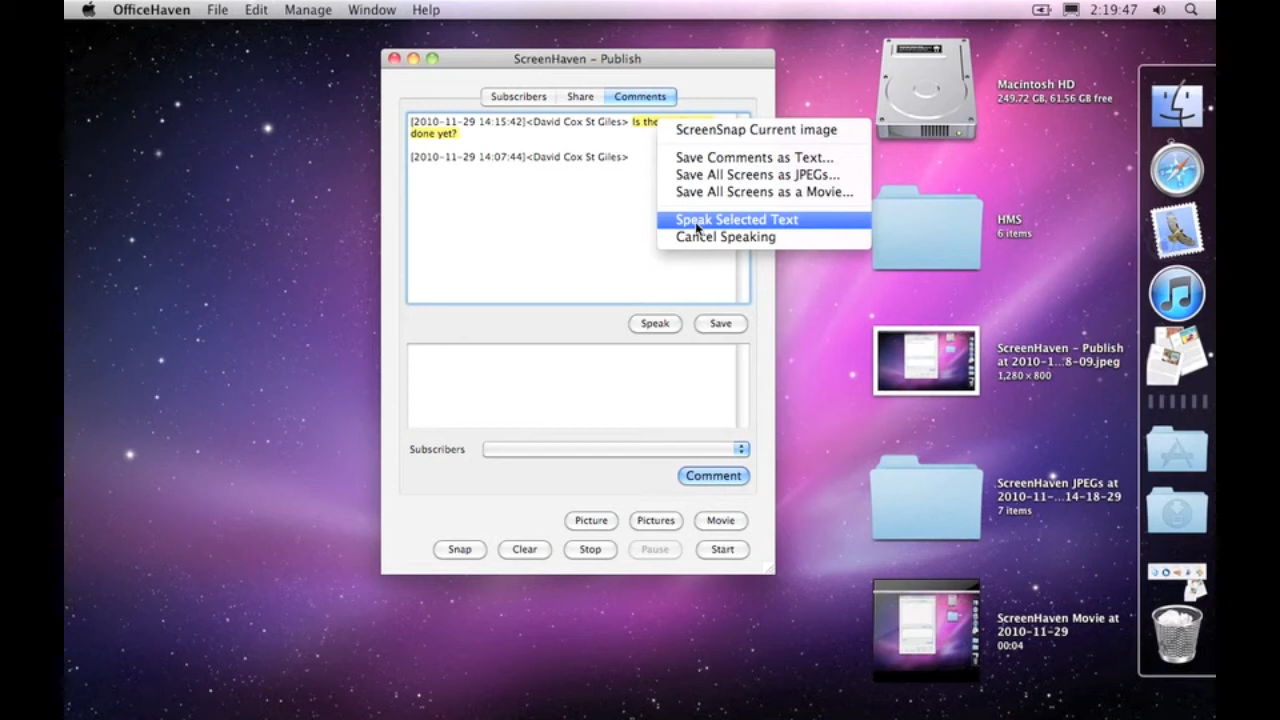 OfficeHaven File Edit Manage Window Help 2:19:47
ScreenHaven – Publish
Subscribers Share Comments
[2010-11-29 14:15:42]<David Cox St Giles> Is the
done yet?
[2010-11-29 14:07:44]<David Cox St Giles>
ScreenSnap Current image
Save Comments as Text...
Save All Screens as JPEGs...
Save All Screens as a Movie...
Speak Selected Text
Cancel Speaking
Speak Save
Subscribers
Comment
Picture Pictures Movie
Snap Clear Stop Pause Start
Macintosh HD
249.72 GB, 61.56 GB free
HMS
6 items
ScreenHaven – Publish
at 2010-1...8-09.jpeg
1,280 × 800
ScreenHaven JPEGs at
2010-11-...14-18-29
7 items
ScreenHaven Movie at
2010-11-29
00:04